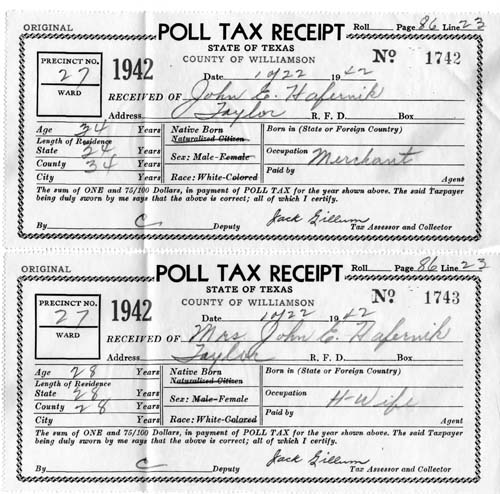 ORIGINAL POLL TAX RECEIPT Roll Page 86 Line 23
STATE OF TEXAS
COUNTY OF WILLIAMSON No 1742
PRECINCT NO. 27 WARD
1942
Date 10/22 1942
RECEIVED OF John E. Hafernik
Address Taylor R. F. D. Box
Age 34 Years Native Born Born in (State or Foreign Country)
Length of Residence Naturalized Citizen
State 34 Years Sex: Male-Female Occupation Merchant
County 34 Years Paid by
City Years Race: White-Colored Agent
The sum of ONE and 75/100 Dollars, in payment of POLL TAX for the year shown above. The said Taxpayer
being duly sworn by me says that the above is correct; all of which I certify.
By C Deputy Jack Gillum Tax Assessor and Collector
ORIGINAL POLL TAX RECEIPT Roll Page 86 Line 23
STATE OF TEXAS
COUNTY OF WILLIAMSON No 1743
PRECINCT NO. 27 WARD
1942
Date 10/22 1942
RECEIVED OF Mrs John E. Hafernik
Address Taylor R. F. D. Box
Age 28 Years Native Born Born in (State or Foreign Country)
Length of Residence Naturalized Citizen
State 28 Years Sex: Male-Female Occupation H-Wife
County 28 Years Paid by
City Years Race: White-Colored Agent
The sum of ONE and 75/100 Dollars, in payment of POLL TAX for the year shown above. The said Taxpayer
being duly sworn by me says that the above is correct; all of which I certify.
By C Deputy Jack Gillum Tax Assessor and Collector